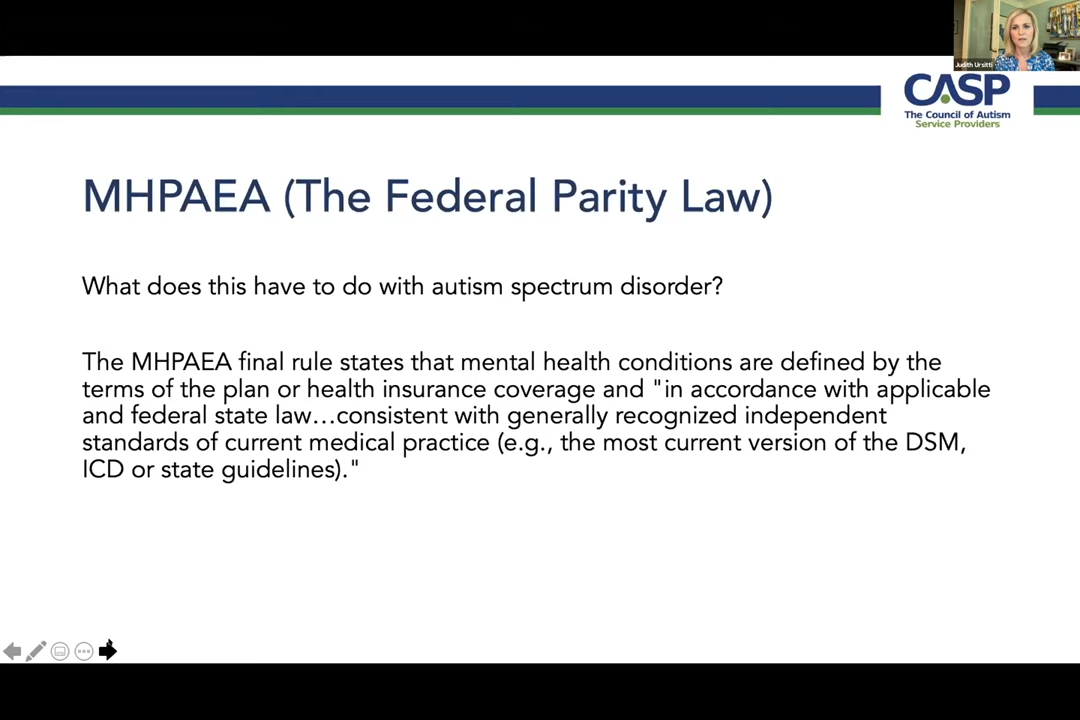 Judith Ursitti
CASP
The Council of Autism
Service Providers
MHPAEA (The Federal Parity Law)
What does this have to do with autism spectrum disorder?
The MHPAEA final rule states that mental health conditions are defined by the
terms of the plan or health insurance coverage and "in accordance with applicable
and federal state law…consistent with generally recognized independent
standards of current medical practice (e.g., the most current version of the DSM,
ICD or state guidelines)."